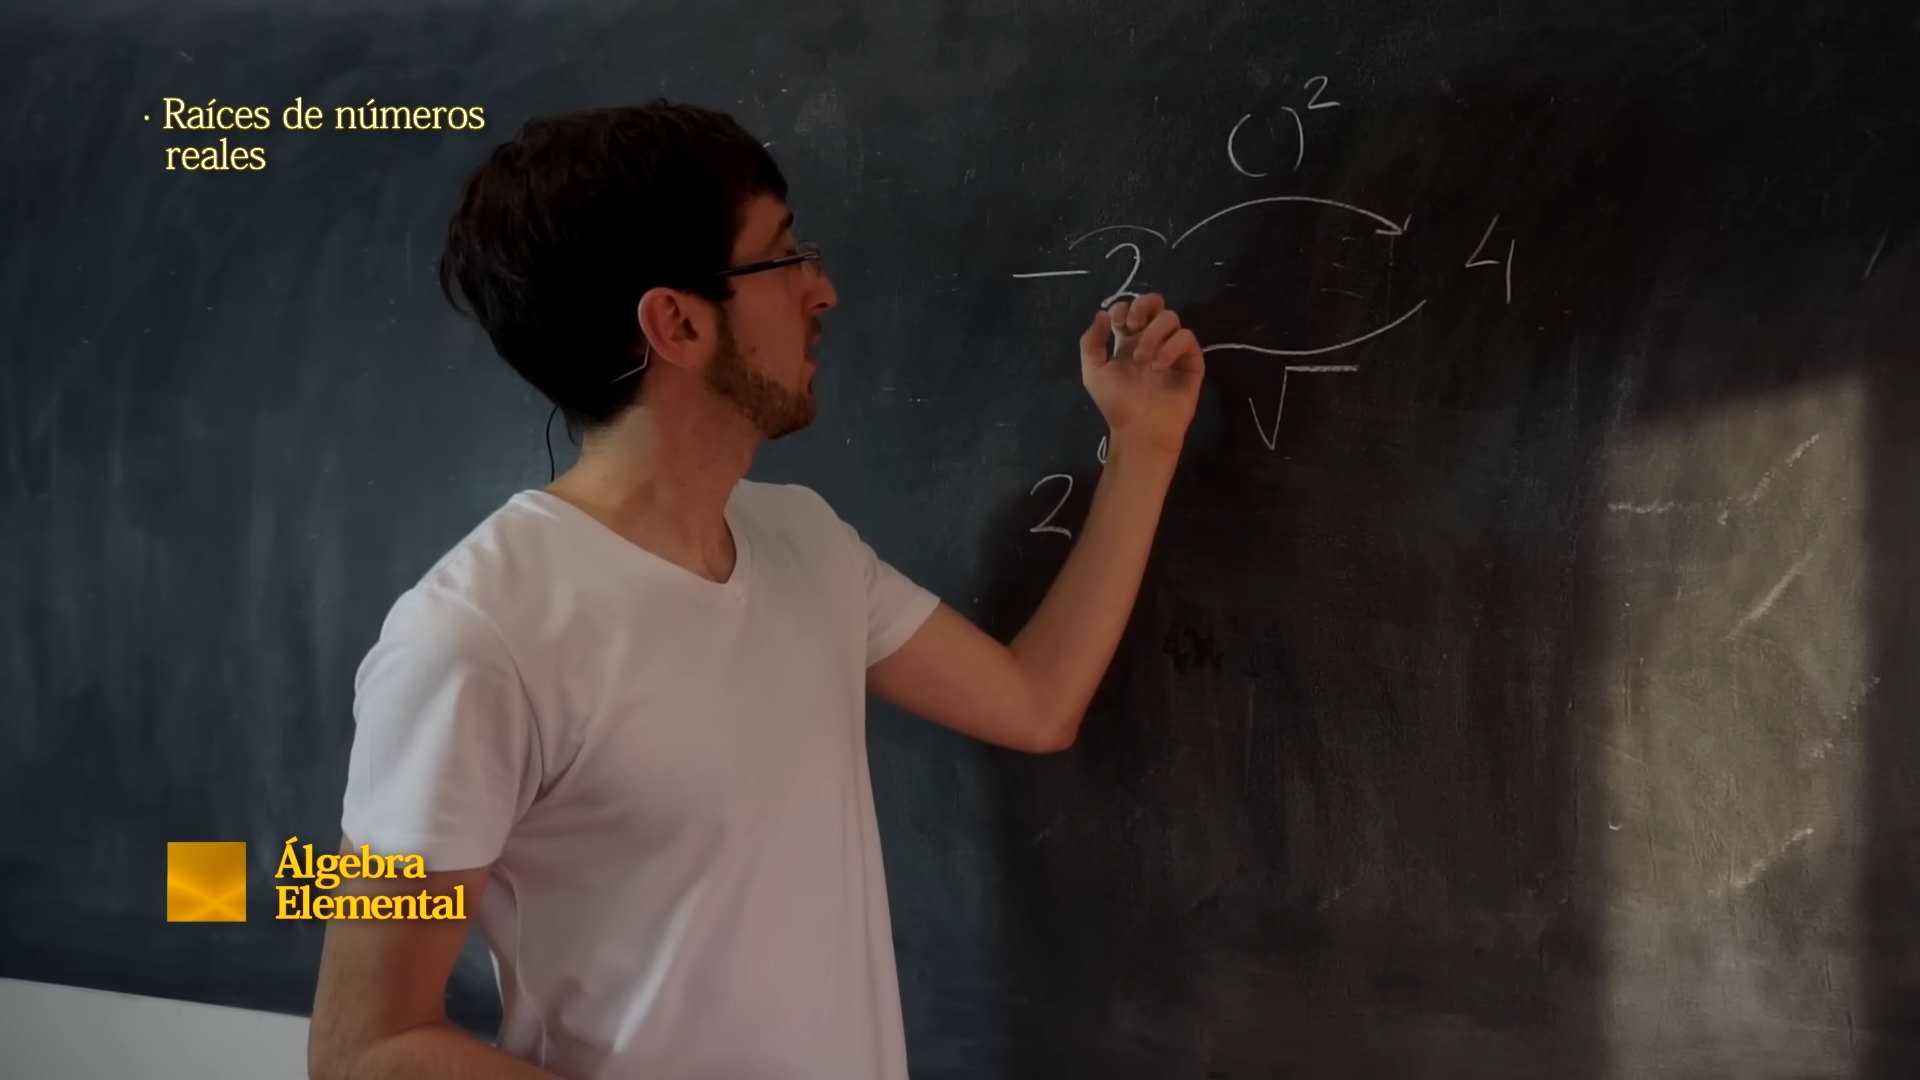 · Raíces de números
reales
( )²
−2
4
√
2
Álgebra
Elemental